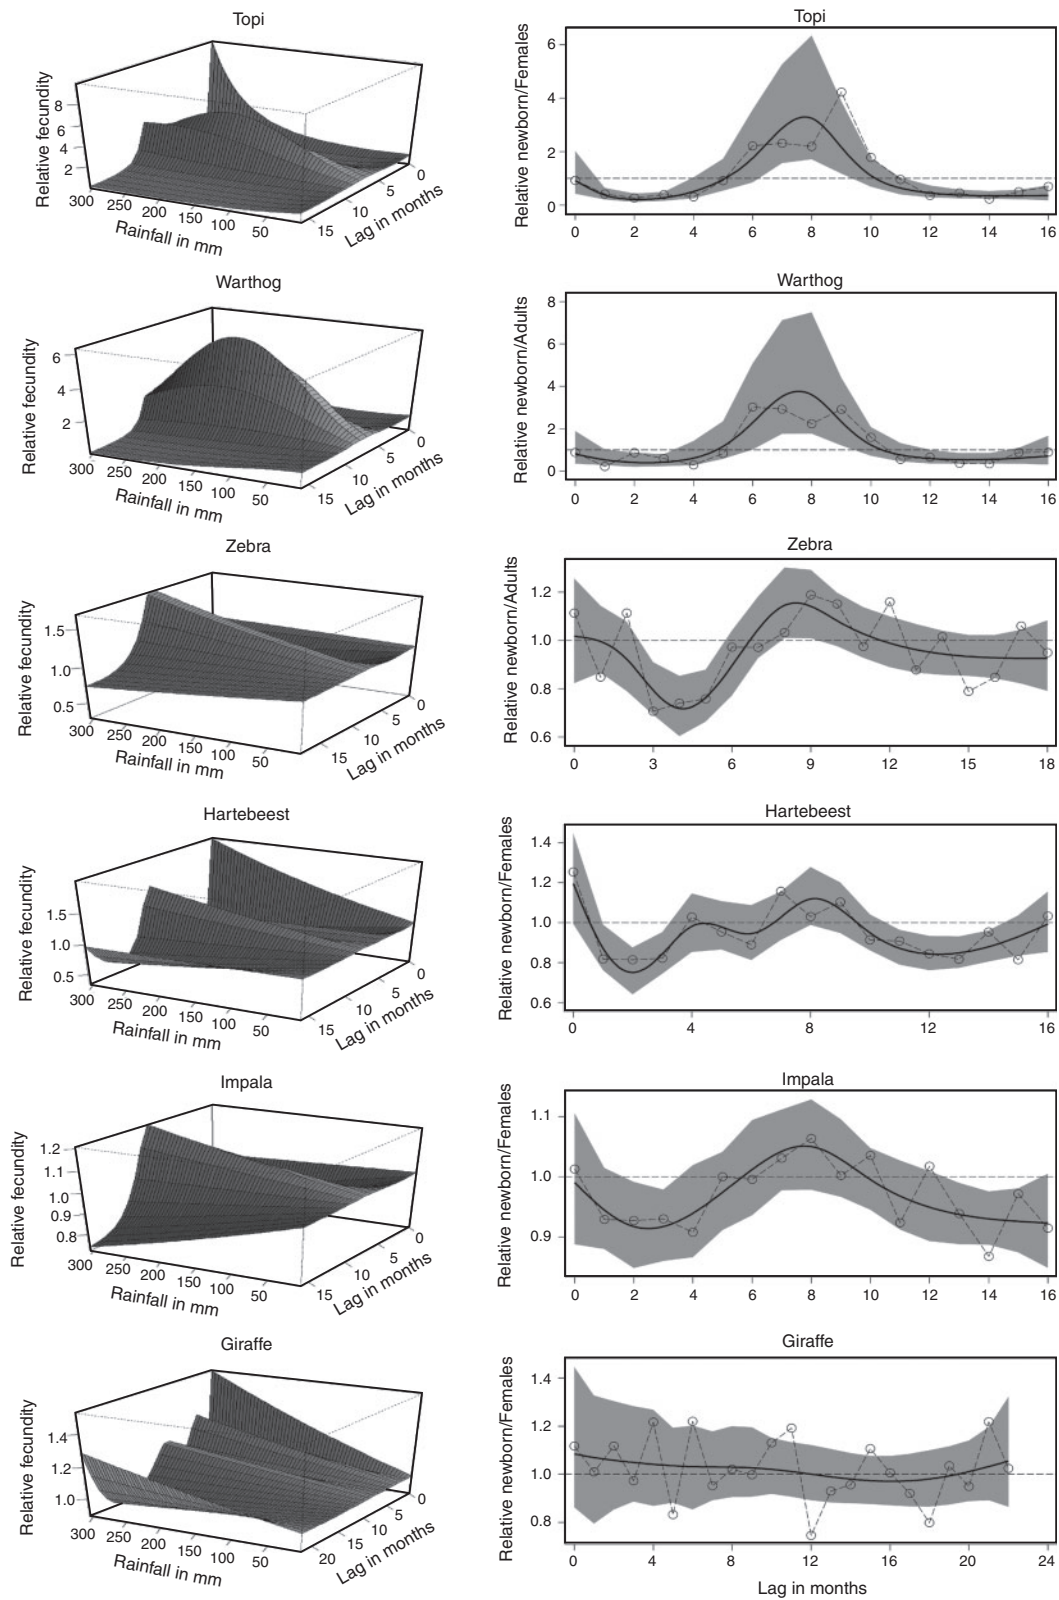 Topi
Relative fecundity
8
6
4
2
300
250
200
150
100
50
Rainfall in mm
15
10
5
0
Lag in months
Topi
Relative newborn/Females
6
4
2
0
0 2 4 6 8 10 12 14 16
Warthog
Relative fecundity
6
4
2
300
250
200
150
100
50
Rainfall in mm
15
10
5
0
Lag in months
Warthog
Relative newborn/Adults
8
6
4
2
0
0 2 4 6 8 10 12 14 16
Zebra
Relative fecundity
1.5
1.0
0.5
300
250
200
150
100
50
Rainfall in mm
15
10
5
0
Lag in months
Zebra
Relative newborn/Adults
1.2
1.0
0.8
0.6
0 3 6 9 12 15 18
Hartebeest
Relative fecundity
1.5
1.0
0.5
300
250
200
150
100
50
Rainfall in mm
15
10
5
0
Lag in months
Hartebeest
Relative newborn/Females
1.4
1.2
1.0
0.8
0.6
0 4 8 12 16
Impala
Relative fecundity
1.2
1.1
1.0
0.9
0.8
300
250
200
150
100
50
Rainfall in mm
15
10
5
0
Lag in months
Impala
Relative newborn/Females
1.1
1.0
0.9
0 2 4 6 8 10 12 14 16
Giraffe
Relative fecundity
1.4
1.2
1.0
300
250
200
150
100
50
Rainfall in mm
20
15
10
5
0
Lag in months
Giraffe
Relative newborn/Females
1.4
1.2
1.0
0.8
0 4 8 12 16 20 24
Lag in months